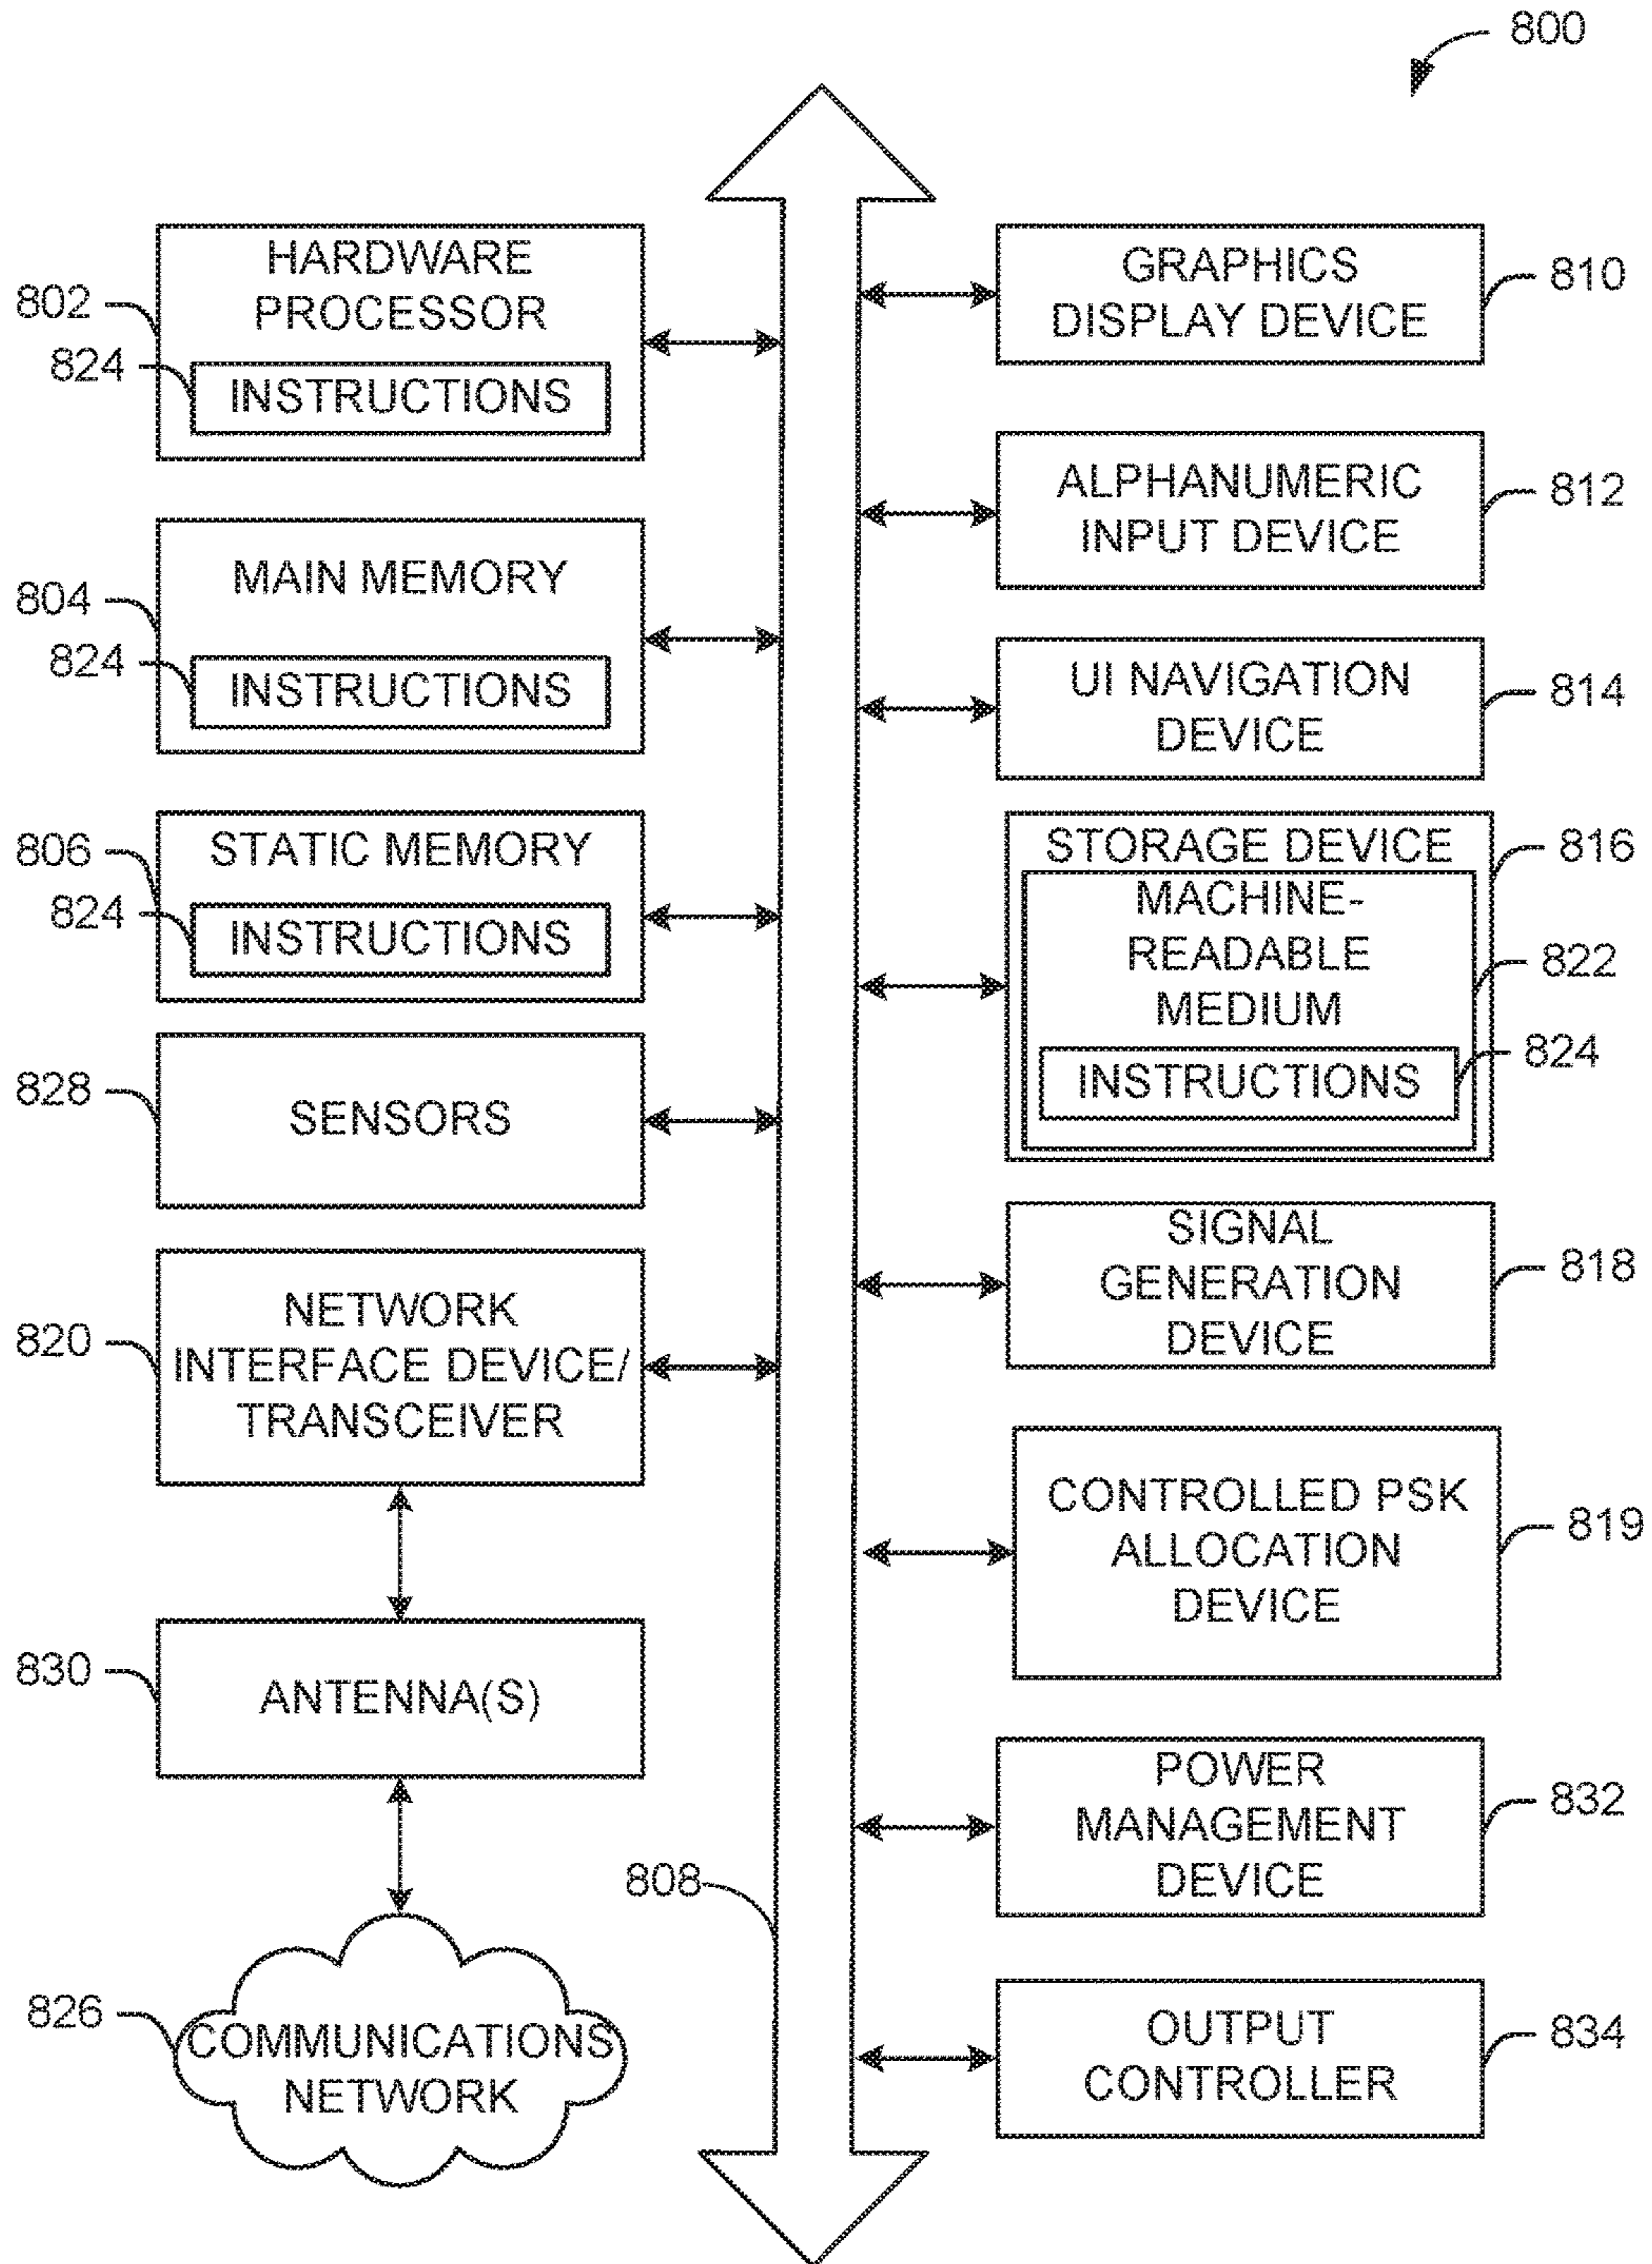 800
HARDWARE
PROCESSOR
802
824
INSTRUCTIONS
MAIN MEMORY
804
824
INSTRUCTIONS
STATIC MEMORY
806
824
INSTRUCTIONS
828
SENSORS
NETWORK
INTERFACE DEVICE/
TRANSCEIVER
820
830
ANTENNA(S)
826
COMMUNICATIONS
NETWORK
808
GRAPHICS
DISPLAY DEVICE
810
ALPHANUMERIC
INPUT DEVICE
812
UI NAVIGATION
DEVICE
814
STORAGE DEVICE
816
MACHINE-
READABLE
MEDIUM
822
INSTRUCTIONS
824
SIGNAL
GENERATION
DEVICE
818
CONTROLLED PSK
ALLOCATION
DEVICE
819
POWER
MANAGEMENT
DEVICE
832
OUTPUT
CONTROLLER
834